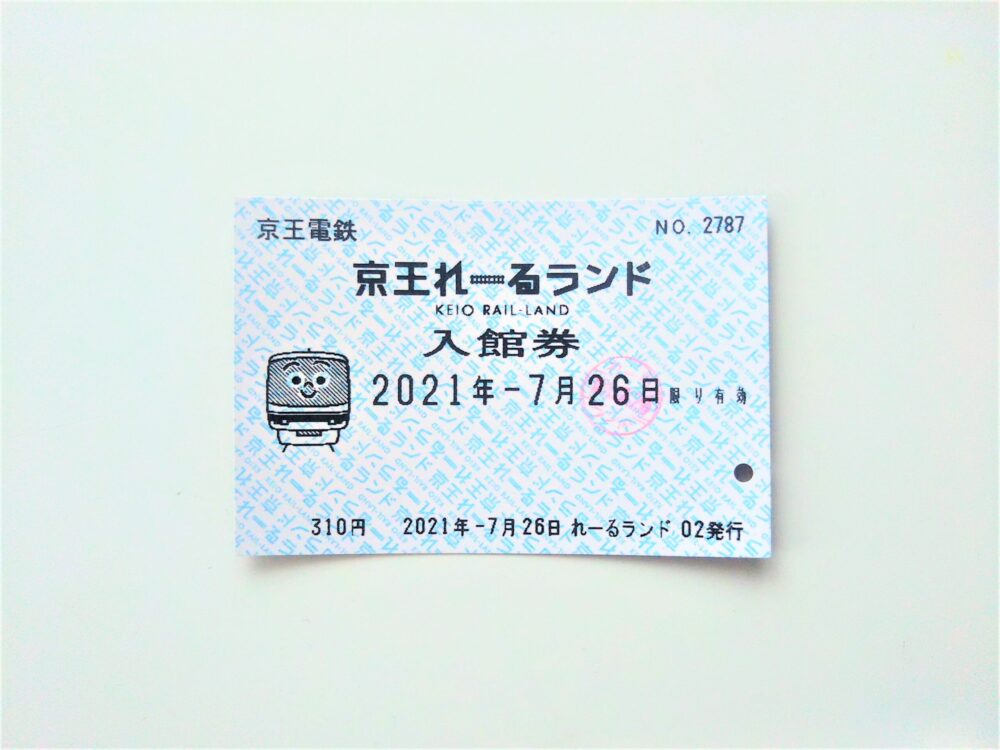 京王電鉄
NO. 2787
京王れーるランド
KEIO RAIL-LAND
入館券
2021年-7月26日限り有効
310円 2021年-7月26日 れーるランド 02発行